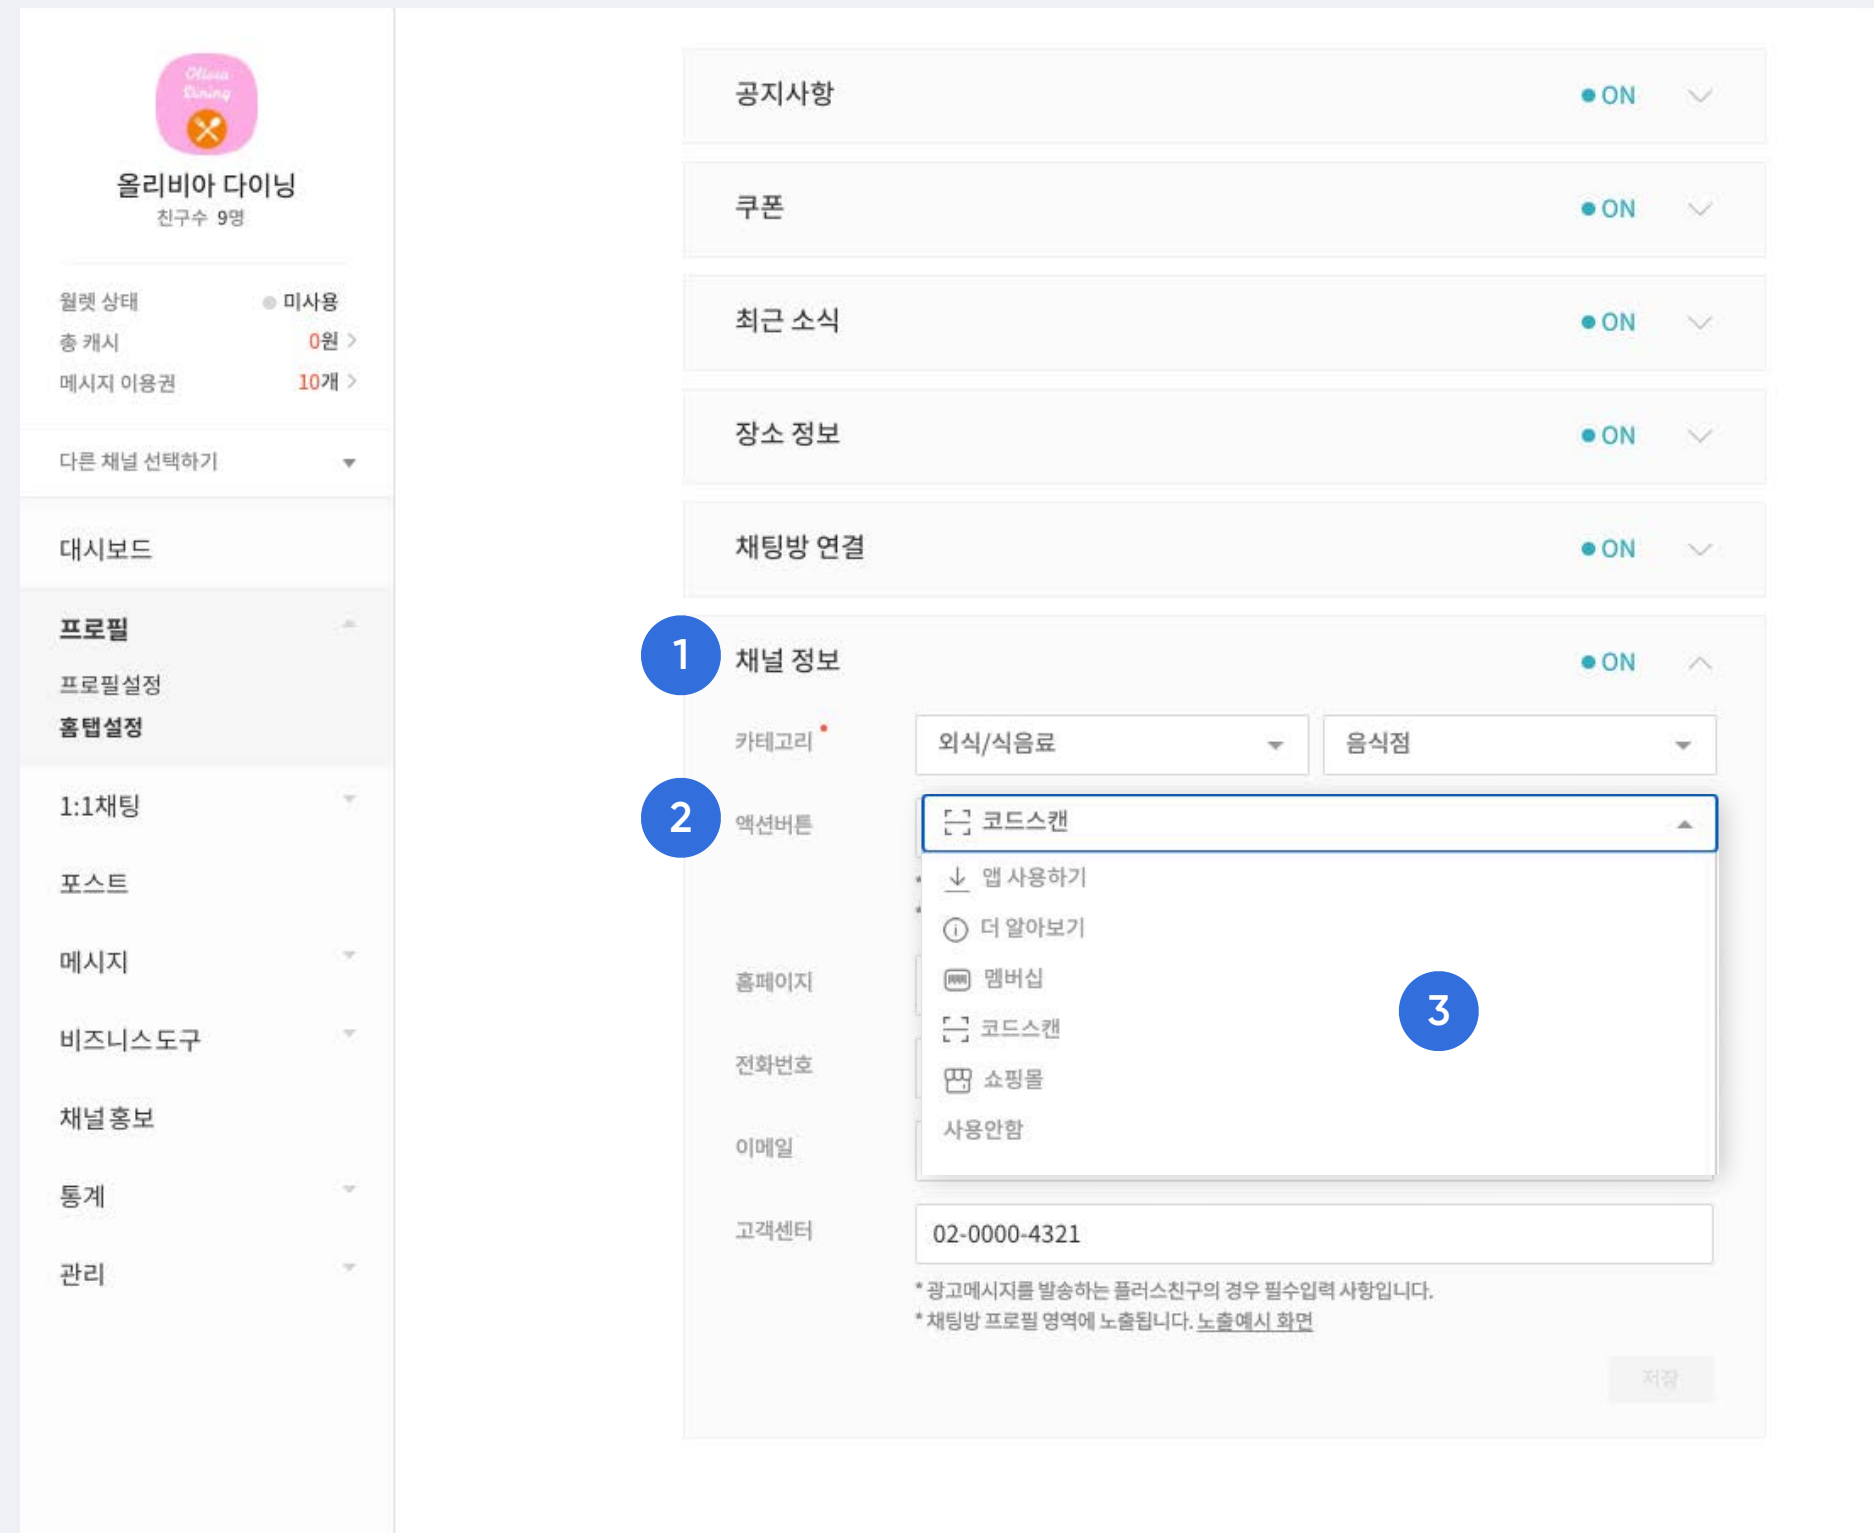 Olivia
Dining
올리비아 다이닝
친구수 9명
월렛 상태 미사용
총 캐시 0원
메시지 이용권 10개
다른 채널 선택하기
대시보드
프로필
프로필설정
홈탭설정
1:1채팅
포스트
메시지
비즈니스도구
채널홍보
통계
관리
공지사항 ON
쿠폰 ON
최근 소식 ON
장소 정보 ON
채팅방 연결 ON
1 채널 정보 ON
카테고리 외식/식음료 음식점
2 액션버튼 코드스캔
* 앱 사용하기
* 더 알아보기
홈페이지 멤버십
3
코드스캔
전화번호 쇼핑몰
이메일 사용안함
고객센터 02-0000-4321
* 광고메시지를 발송하는 플러스친구의 경우 필수입력 사항입니다.
* 채팅방 프로필 영역에 노출됩니다. 노출예시 화면
저장